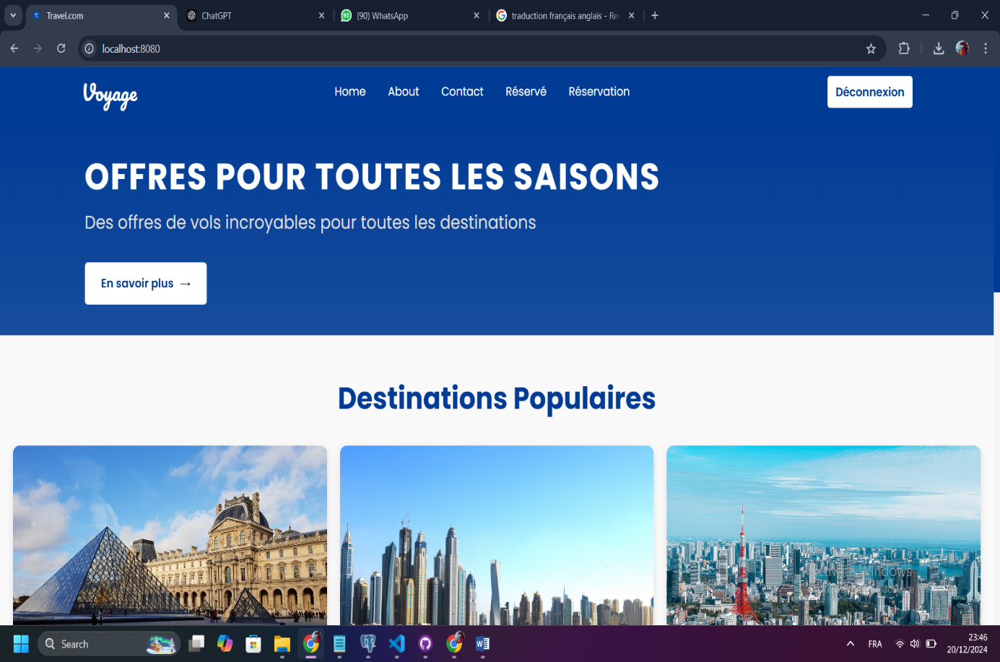 Travel.com
ChatGPT
(90) WhatsApp
traduction français anglais - Rec
localhost:8080
Voyage
Home
About
Contact
Réservé
Réservation
Déconnexion
OFFRES POUR TOUTES LES SAISONS
Des offres de vols incroyables pour toutes les destinations
En savoir plus →
Destinations Populaires
Search
FRA
23:46
20/12/2024